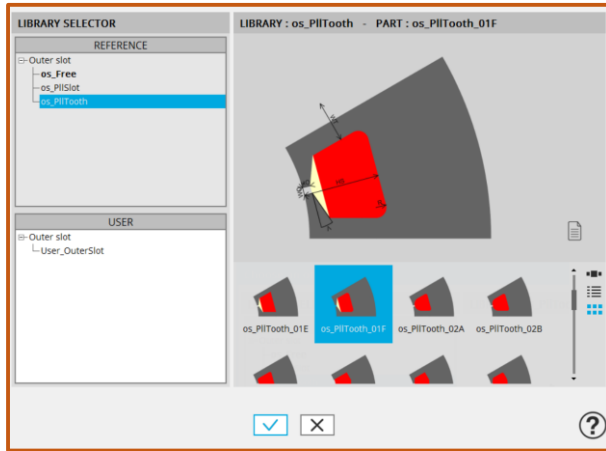 LIBRARY SELECTOR
REFERENCE
Outer slot
os_Free
os_PllSlot
os_PllTooth
USER
Outer slot
User_OuterSlot
LIBRARY : os_PllTooth - PART : os_PllTooth_01F
os_PllTooth_01E
os_PllTooth_01F
os_PllTooth_02A
os_PllTooth_02B
?